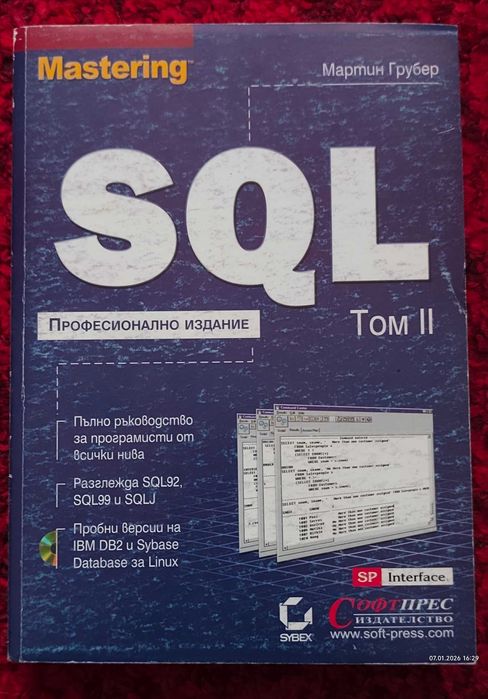 Mastering™
Мартин Грубер
SQL
ПРОФЕСИОНАЛНО ИЗДАНИЕ
Том II
Пълно ръководство
за програмисти от
всички нива
Разглежда SQL92,
SQL99 и SQLJ
Пробни версии на
IBM DB2 и Sybase
Database за Linux
SP Interface
SYBEX
СОФТПРЕС
ИЗДАТЕЛСТВО
www.soft-press.com
07.01.2026 16:29